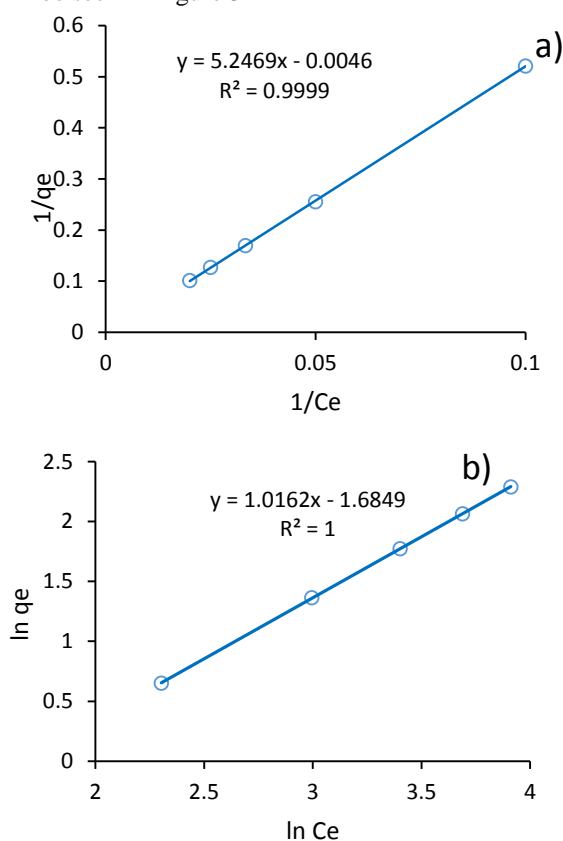 a)
y = 5.2469x - 0.0046
R² = 0.9999
1/qe
0.6
0.5
0.4
0.3
0.2
0.1
0
0
0.05
0.1
1/Ce
b)
y = 1.0162x - 1.6849
R² = 1
ln qe
2.5
2
1.5
1
0.5
0
2
2.5
3
3.5
4
ln Ce